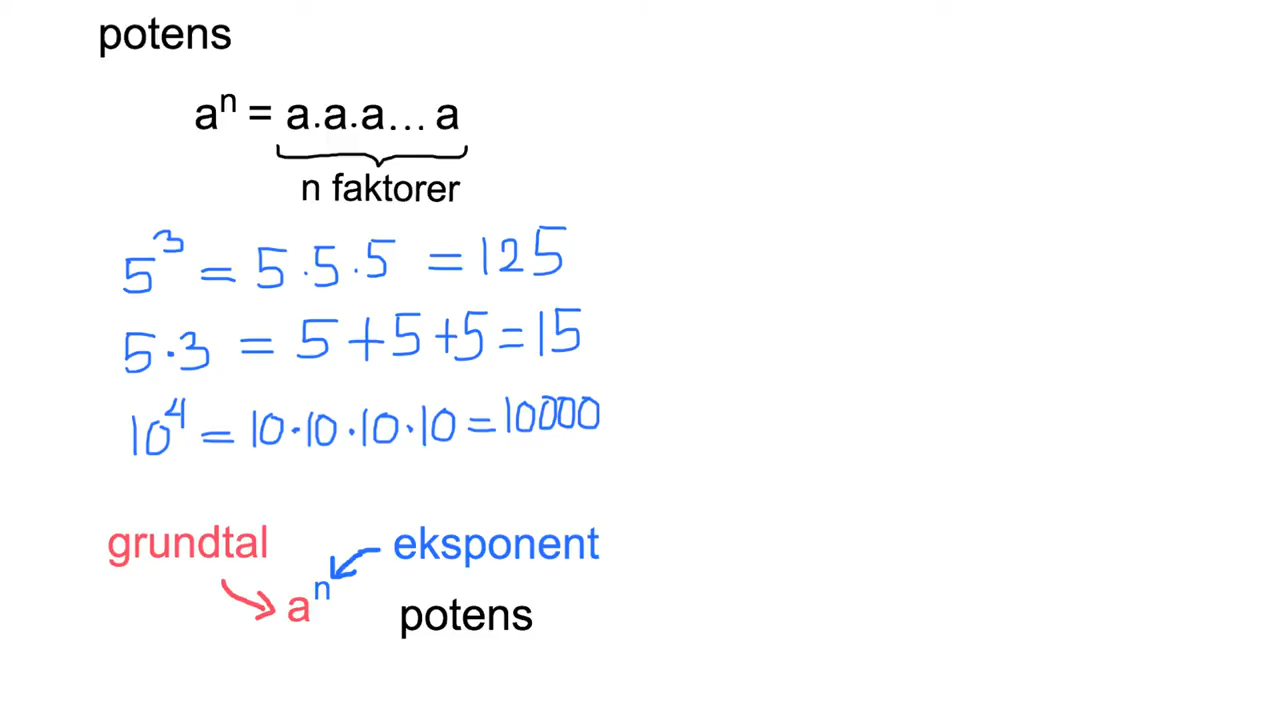 potens
aⁿ = a.a.a... a
n faktorer
5³ = 5·5·5 = 125
5·3 = 5+5+5=15
10⁴ = 10·10·10·10=10000
grundtal
eksponent
aⁿ
potens